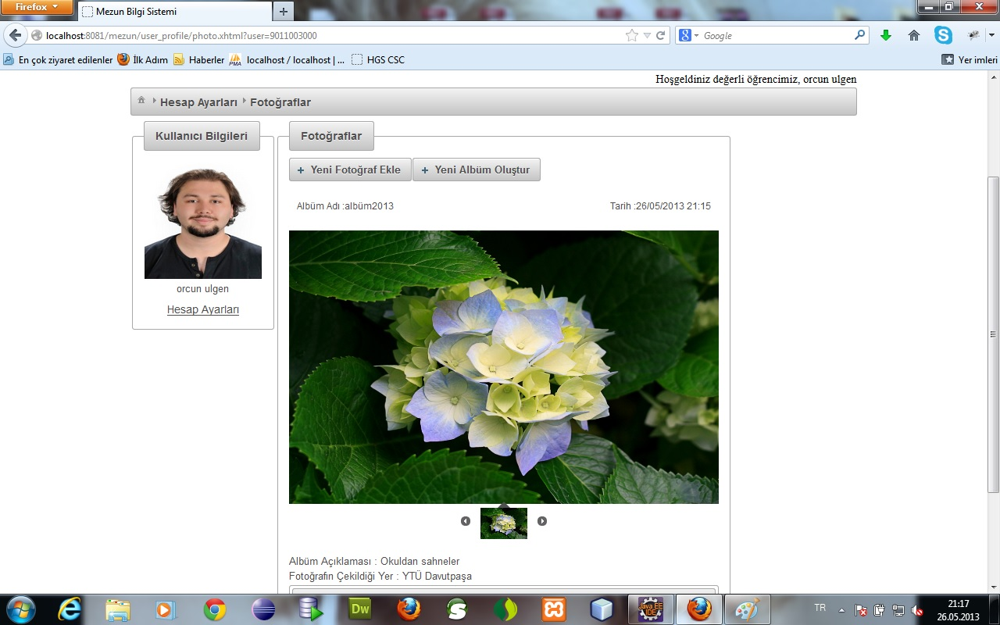 Firefox
Mezun Bilgi Sistemi
localhost:8081/mezun/user_profile/photo.xhtml?user=9011003000
Google
En çok ziyaret edilenler
İlk Adım
Haberler
PMA
localhost / localhost | ...
HGS CSC
Yer imleri
Hoşgeldiniz değerli öğrencimiz, orcun ulgen
Hesap Ayarları
Fotoğraflar
Kullanıcı Bilgileri
Fotoğraflar
Yeni Fotoğraf Ekle
Yeni Albüm Oluştur
Albüm Adı :albüm2013
Tarih :26/05/2013 21:15
orcun ulgen
Hesap Ayarları
Albüm Açıklaması : Okuldan sahneler
Fotoğrafın Çekildiği Yer : YTÜ Davutpaşa
Dw
Java EE
IDE
TR
21:17
26.05.2013